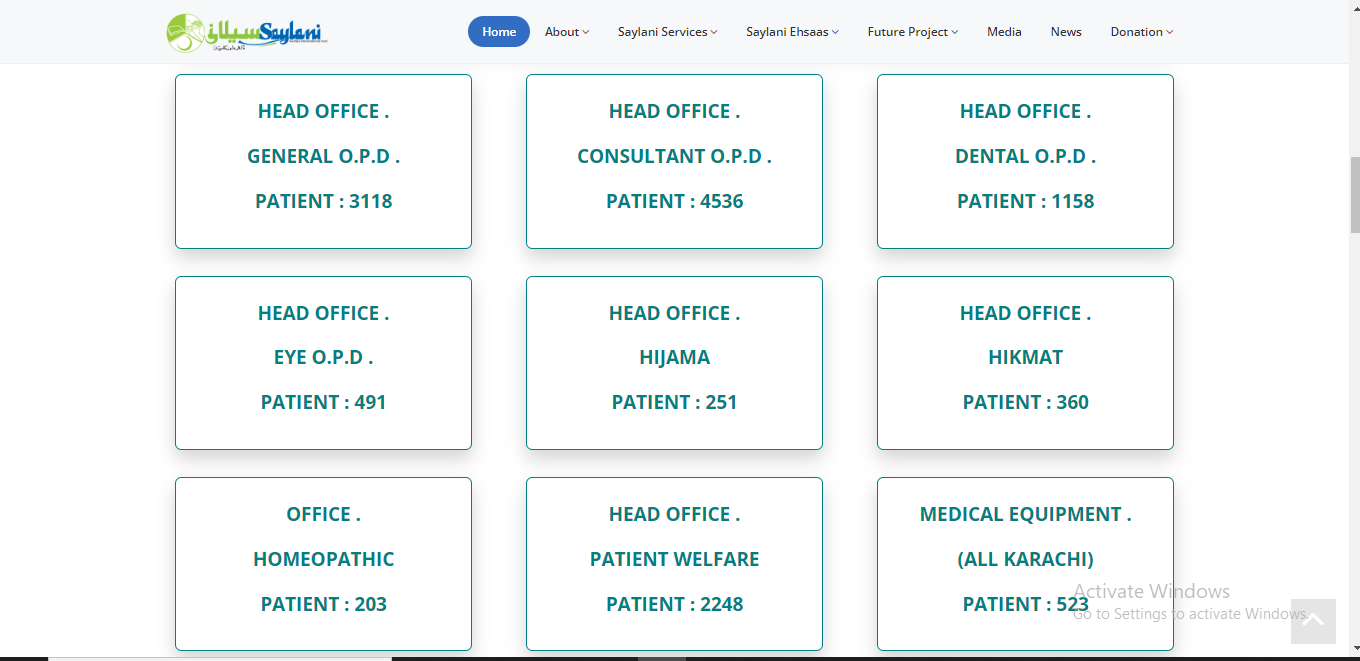 سیلانی Saylani
Home
About
Saylani Services
Saylani Ehsaas
Future Project
Media
News
Donation
HEAD OFFICE .
GENERAL O.P.D .
PATIENT : 3118
HEAD OFFICE .
CONSULTANT O.P.D .
PATIENT : 4536
HEAD OFFICE .
DENTAL O.P.D .
PATIENT : 1158
HEAD OFFICE .
EYE O.P.D .
PATIENT : 491
HEAD OFFICE .
HIJAMA
PATIENT : 251
HEAD OFFICE .
HIKMAT
PATIENT : 360
OFFICE .
HOMEOPATHIC
PATIENT : 203
HEAD OFFICE .
PATIENT WELFARE
PATIENT : 2248
MEDICAL EQUIPMENT .
(ALL KARACHI)
PATIENT : 523
Activate Windows
Go to Settings to activate Windows.